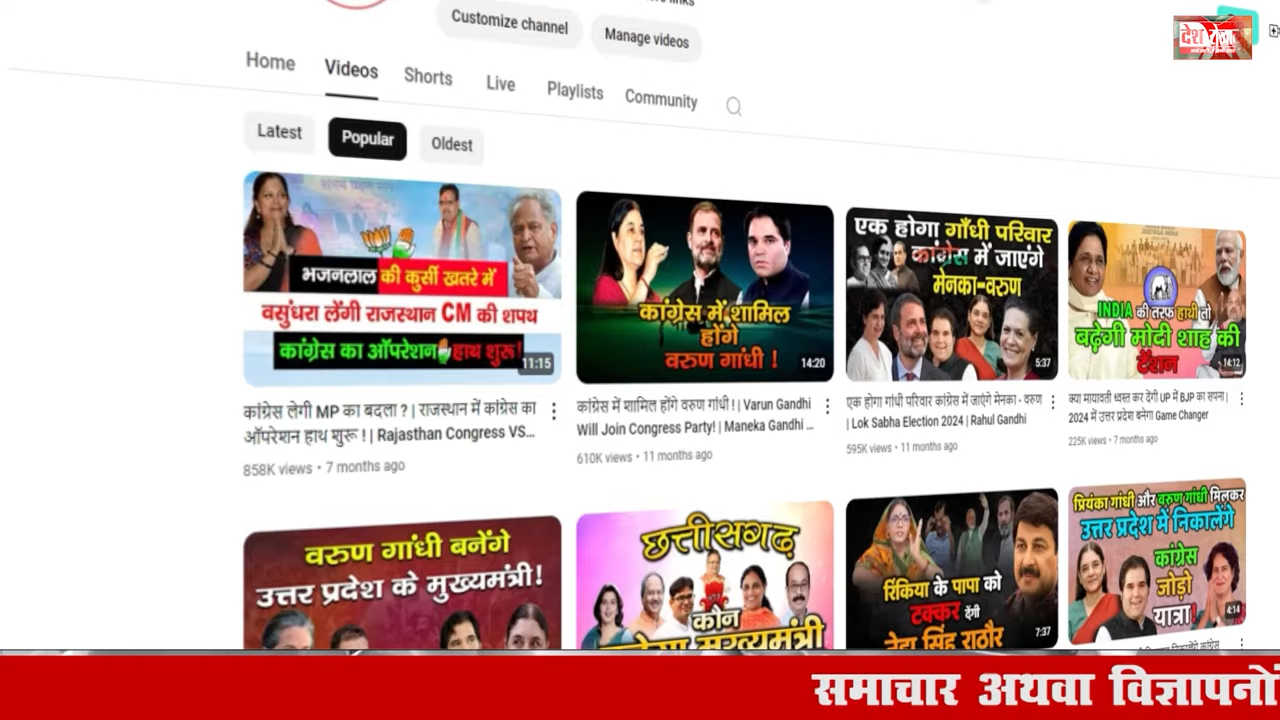 Customize channel
Manage videos
Home
Videos
Shorts
Live
Playlists
Community
Latest
Popular
Oldest
भजनलाल की कुर्सी खतरे में
वसुंधरा लेंगी राजस्थान CM की शपथ
कांग्रेस का ऑपरेशन हाथ शुरू !
11:15
कांग्रेस लेगी MP का बदला ? | राजस्थान में कांग्रेस का
ऑपरेशन हाथ शुरू ! | Rajasthan Congress VS...
858K views • 7 months ago
कांग्रेस में शामिल
होंगे
वरुण गांधी !
14:20
कांग्रेस में शामिल होंगे वरुण गांधी ! | Varun Gandhi
Will Join Congress Party! | Maneka Gandhi ...
610K views • 11 months ago
एक होगा गाँधी परिवार
कांग्रेस में जाएंगे
मेनका-वरुण
5:37
एक होगा गांधी परिवार कांग्रेस में जाएंगे मेनका - वरुण
| Lok Sabha Election 2024 | Rahul Gandhi
595K views • 11 months ago
INDIA की तरफ हाथी तो
बढ़ेगी मोदी शाह की
टेंशन
14:12
क्या मायावती ध्वस्त कर देंगी UP में BJP का सपना |
2024 में उत्तर प्रदेश बनेगा Game Changer
225K views • 7 months ago
वरुण गांधी बनेंगे
उत्तर प्रदेश के मुख्यमंत्री!
छत्तीसगढ़
कौन
बनेगा मुख्यमंत्री
रिंकिया के पापा को
टक्कर देंगी
नेहा सिंह राठौर
7:37
प्रियंका गांधी और वरुण गांधी मिलकर
उत्तर प्रदेश में निकालेंगे
कांग्रेस
जोड़ो
यात्रा!
4:14
समाचार अथवा विज्ञापनों